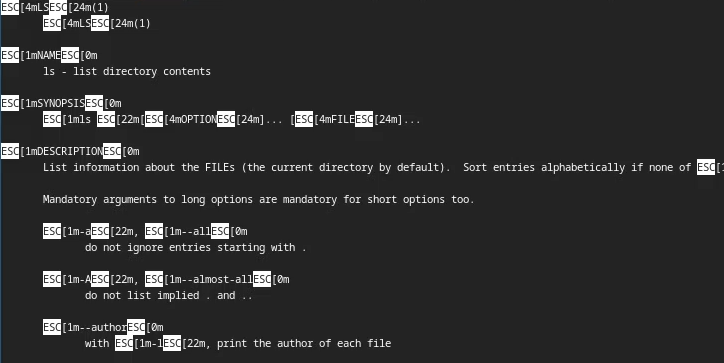 ESC[4mLSESC[24m(1)
ESC[4mLSESC[24m(1)
ESC[1mNAMEESC[0m
ls - list directory contents
ESC[1mSYNOPSISESC[0m
ESC[1mls ESC[22m[ESC[4mOPTIONESC[24m]... [ESC[4mFILEESC[24m]...
ESC[1mDESCRIPTIONESC[0m
List information about the FILEs (the current directory by default).  Sort entries alphabetically if none of ESC[1
Mandatory arguments to long options are mandatory for short options too.
ESC[1m-aESC[22m, ESC[1m--allESC[0m
do not ignore entries starting with .
ESC[1m-AESC[22m, ESC[1m--almost-allESC[0m
do not list implied . and ..
ESC[1m--authorESC[0m
with ESC[1m-lESC[22m, print the author of each file